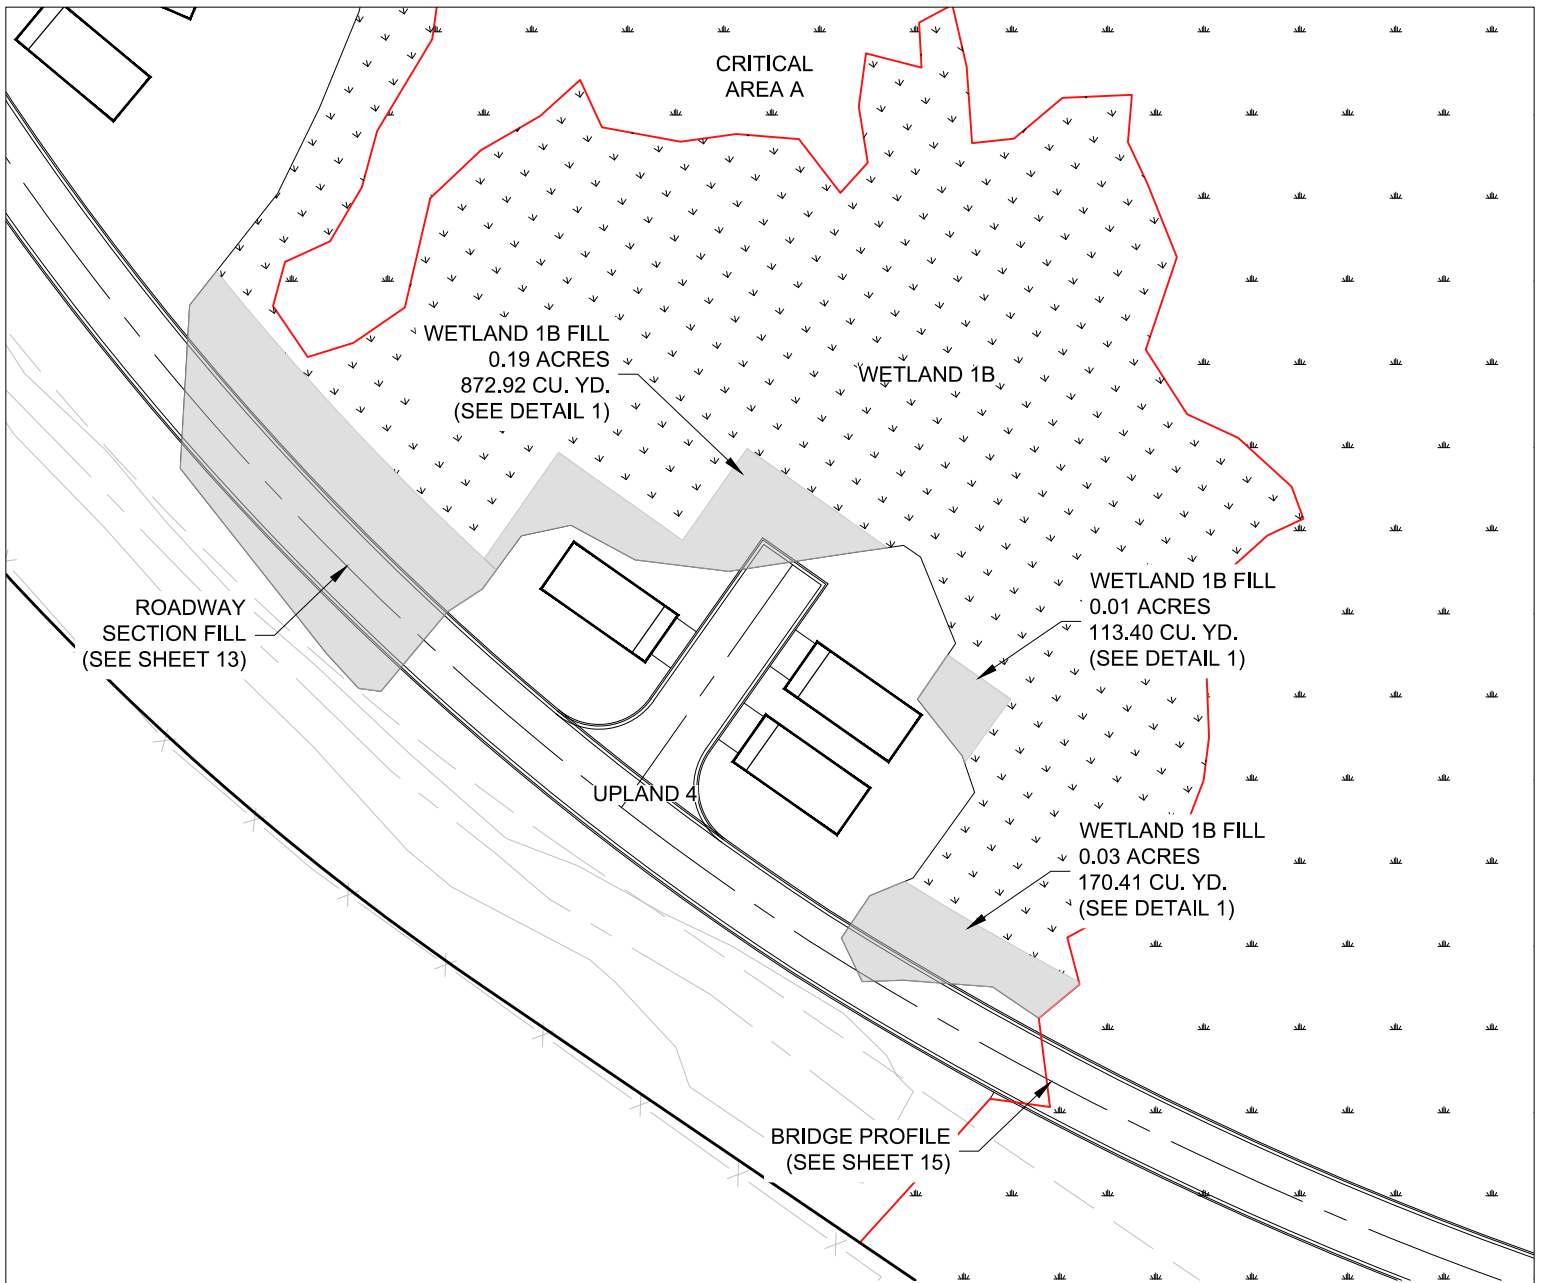 CRITICAL
AREA A
WETLAND 1B FILL
0.19 ACRES
872.92 CU. YD.
(SEE DETAIL 1)
WETLAND 1B
WETLAND 1B FILL
0.01 ACRES
113.40 CU. YD.
(SEE DETAIL 1)
ROADWAY
SECTION FILL
(SEE SHEET 13)
UPLAND 4
WETLAND 1B FILL
0.03 ACRES
170.41 CU. YD.
(SEE DETAIL 1)
BRIDGE PROFILE
(SEE SHEET 15)